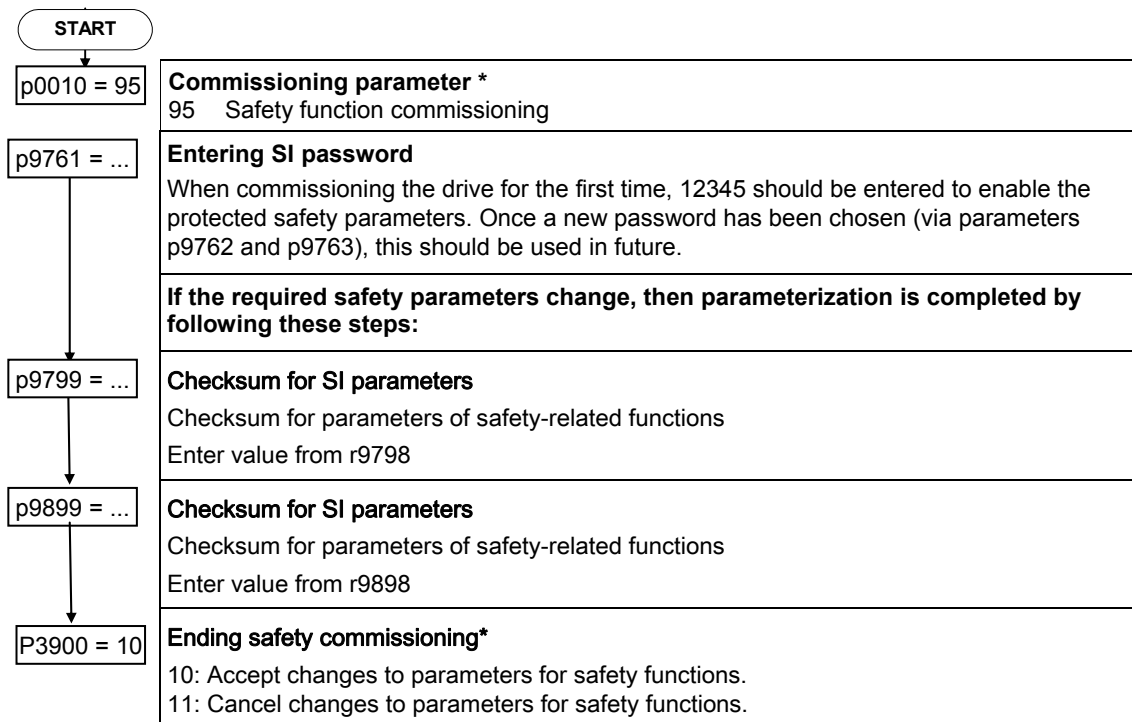 START
p0010 = 95
Commissioning parameter *
95 Safety function commissioning
p9761 = ...
Entering SI password
When commissioning the drive for the first time, 12345 should be entered to enable the
protected safety parameters. Once a new password has been chosen (via parameters
p9762 and p9763), this should be used in future.
If the required safety parameters change, then parameterization is completed by
following these steps:
p9799 = ...
Checksum for SI parameters
Checksum for parameters of safety-related functions
Enter value from r9798
p9899 = ...
Checksum for SI parameters
Checksum for parameters of safety-related functions
Enter value from r9898
P3900 = 10
Ending safety commissioning*
10: Accept changes to parameters for safety functions.
11: Cancel changes to parameters for safety functions.